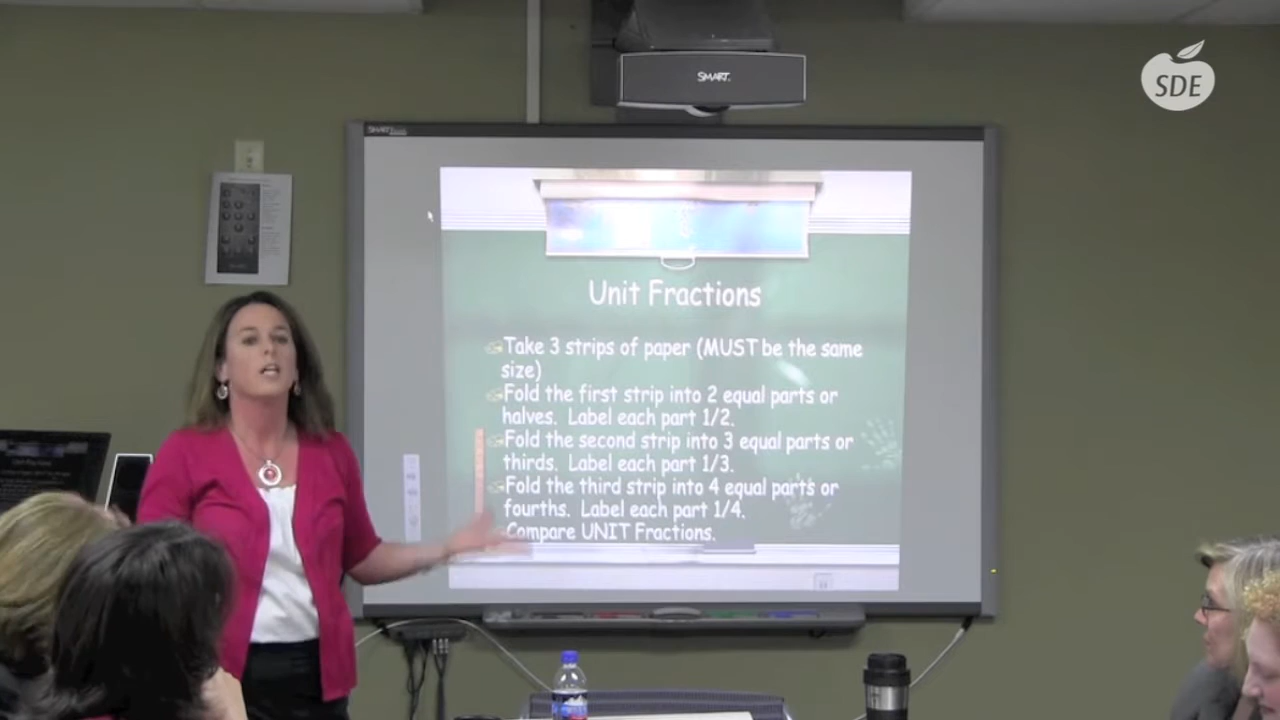 SMART
SDE
SMART
Unit Fractions
Take 3 strips of paper (MUST be the same
size)
Fold the first strip into 2 equal parts or
halves. Label each part 1/2.
Fold the second strip into 3 equal parts or
thirds. Label each part 1/3.
Fold the third strip into 4 equal parts or
fourths. Label each part 1/4.
Compare UNIT Fractions.